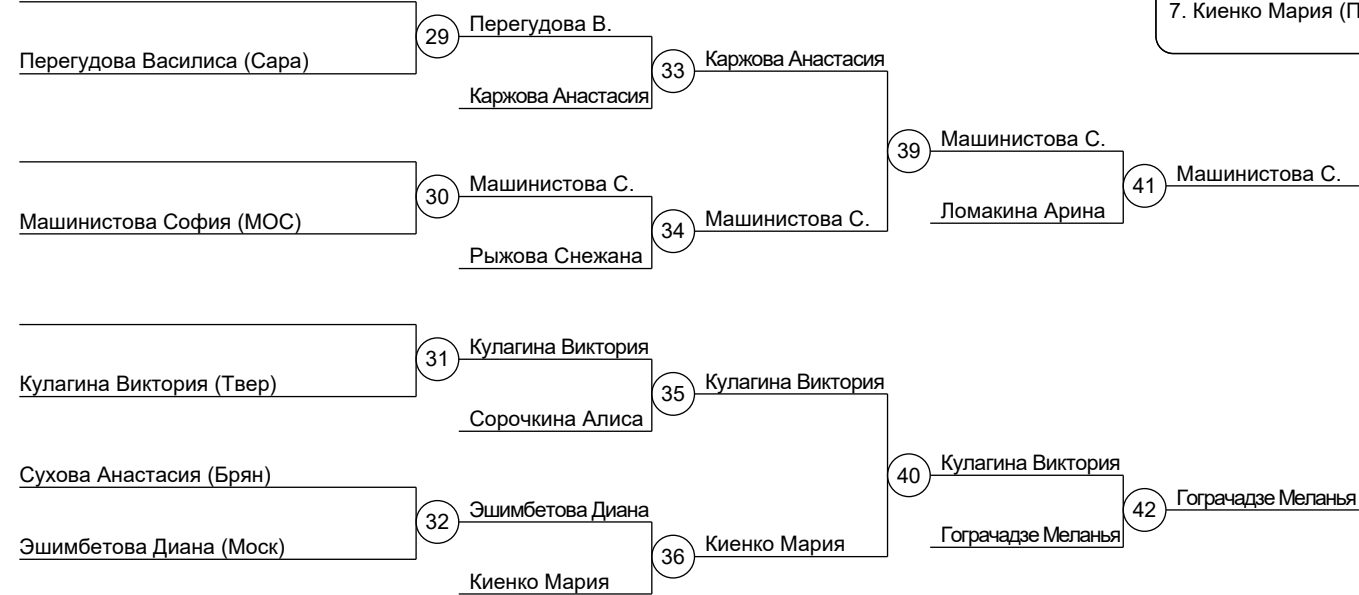 7. Киенко Мария (П
29
Перегудова В.
Перегудова Василиса (Сара)
33
Каржова Анастасия
Каржова Анастасия
39
Машинистова С.
30
Машинистова С.
41
Машинистова С.
Машинистова София (МОС)
34
Машинистова С.
Ломакина Арина
Рыжова Снежана
31
Кулагина Виктория
Кулагина Виктория (Твер)
35
Кулагина Виктория
Сорочкина Алиса
Сухова Анастасия (Брян)
40
Кулагина Виктория
32
Эшимбетова Диана
42
Гограчадзе Меланья
Эшимбетова Диана (Моск)
36
Киенко Мария
Гограчадзе Меланья
Киенко Мария